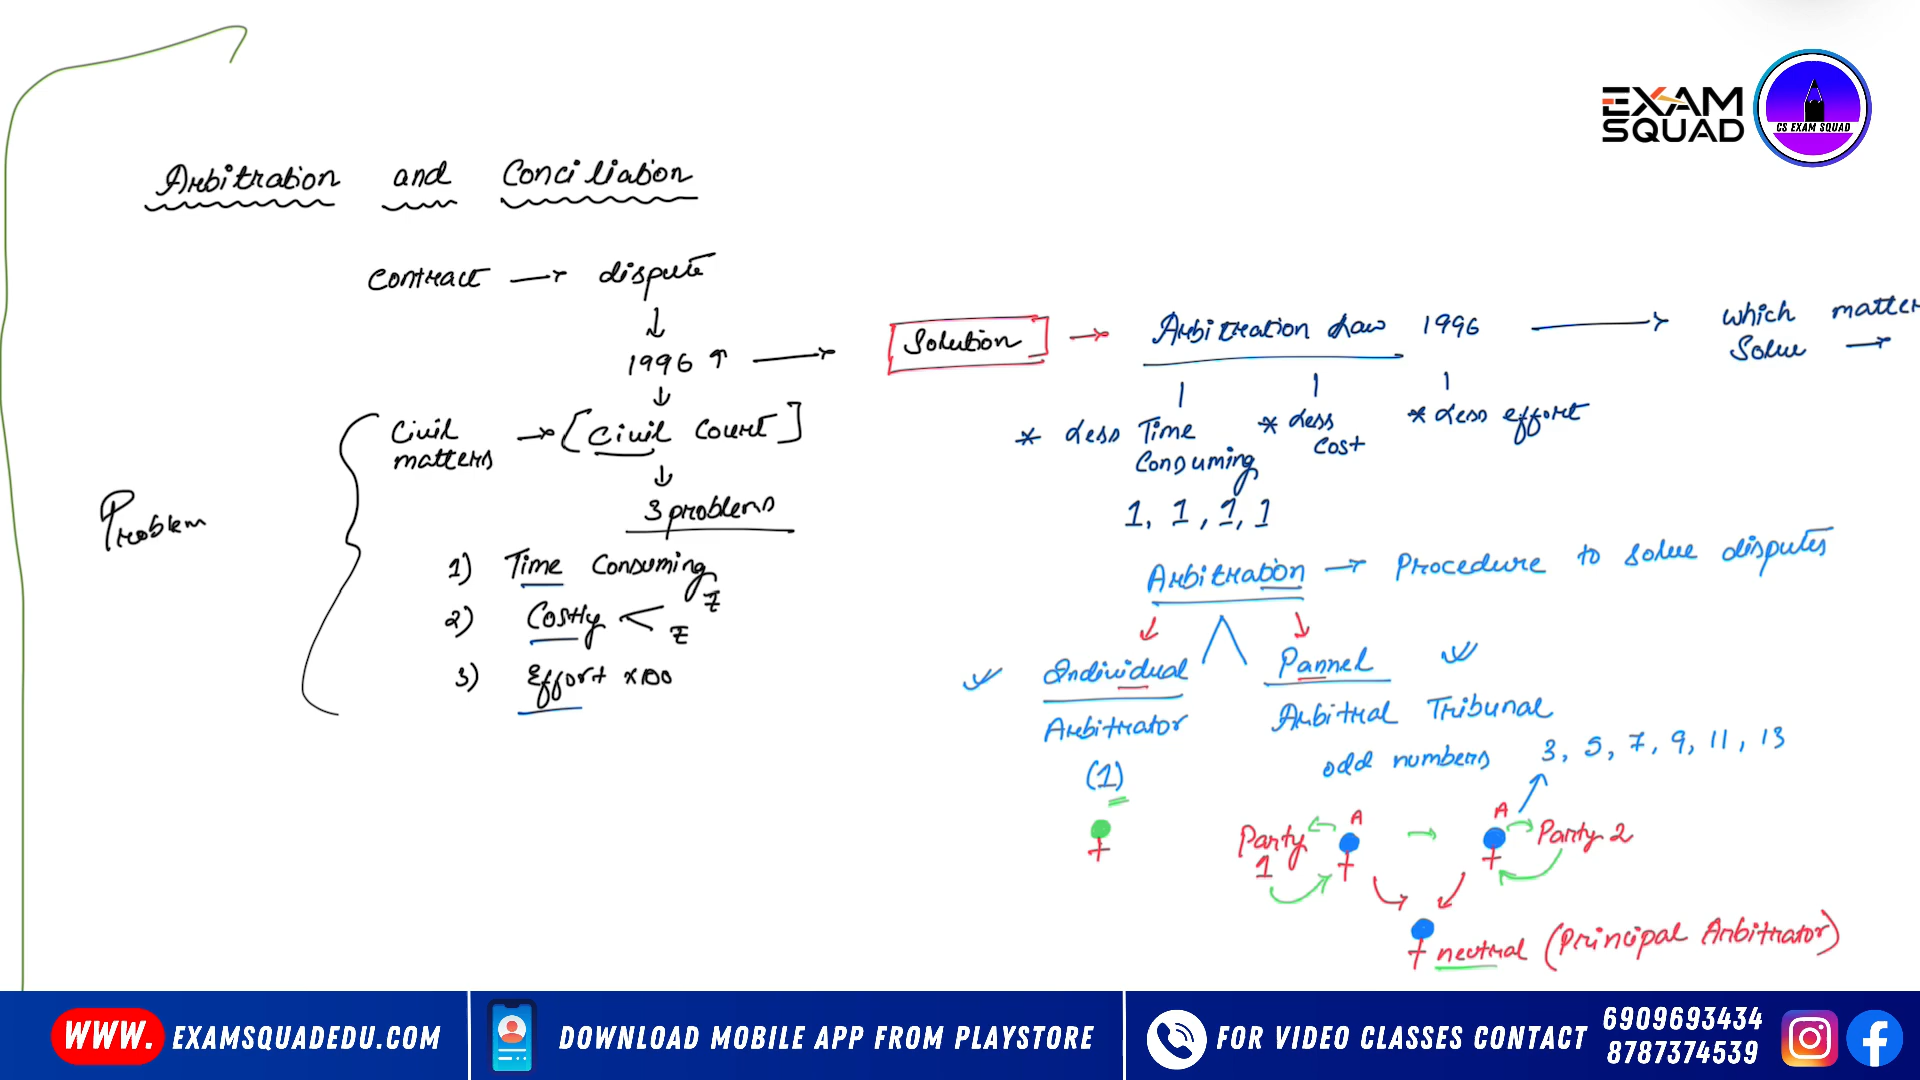 EXAM
SQUAD
CS EXAM SQUAD
Arbitration and Conciliation
Contract → dispute
↓
1996 ↑ → Solution → Arbitration Law 1996 → which matter
Solve →
↓
Civil matters → [Civil Court]
↓
3 problems
Problem
1) Time Consuming
2) Costly <
3) Effort x100
* Less Time Consuming
* Less Cost
* Less effort
1, 1, 1, 1
Arbitration → Procedure to solve disputes
Individual
Arbitrator
(1)
Pannel
Arbitral Tribunal
odd numbers 3, 5, 7, 9, 11, 13
Party 1
A
A
Party 2
neutral (Principal Arbitrator)
WWW. EXAMSQUADEDU.COM
DOWNLOAD MOBILE APP FROM PLAYSTORE
FOR VIDEO CLASSES CONTACT
6909693434
8787374539